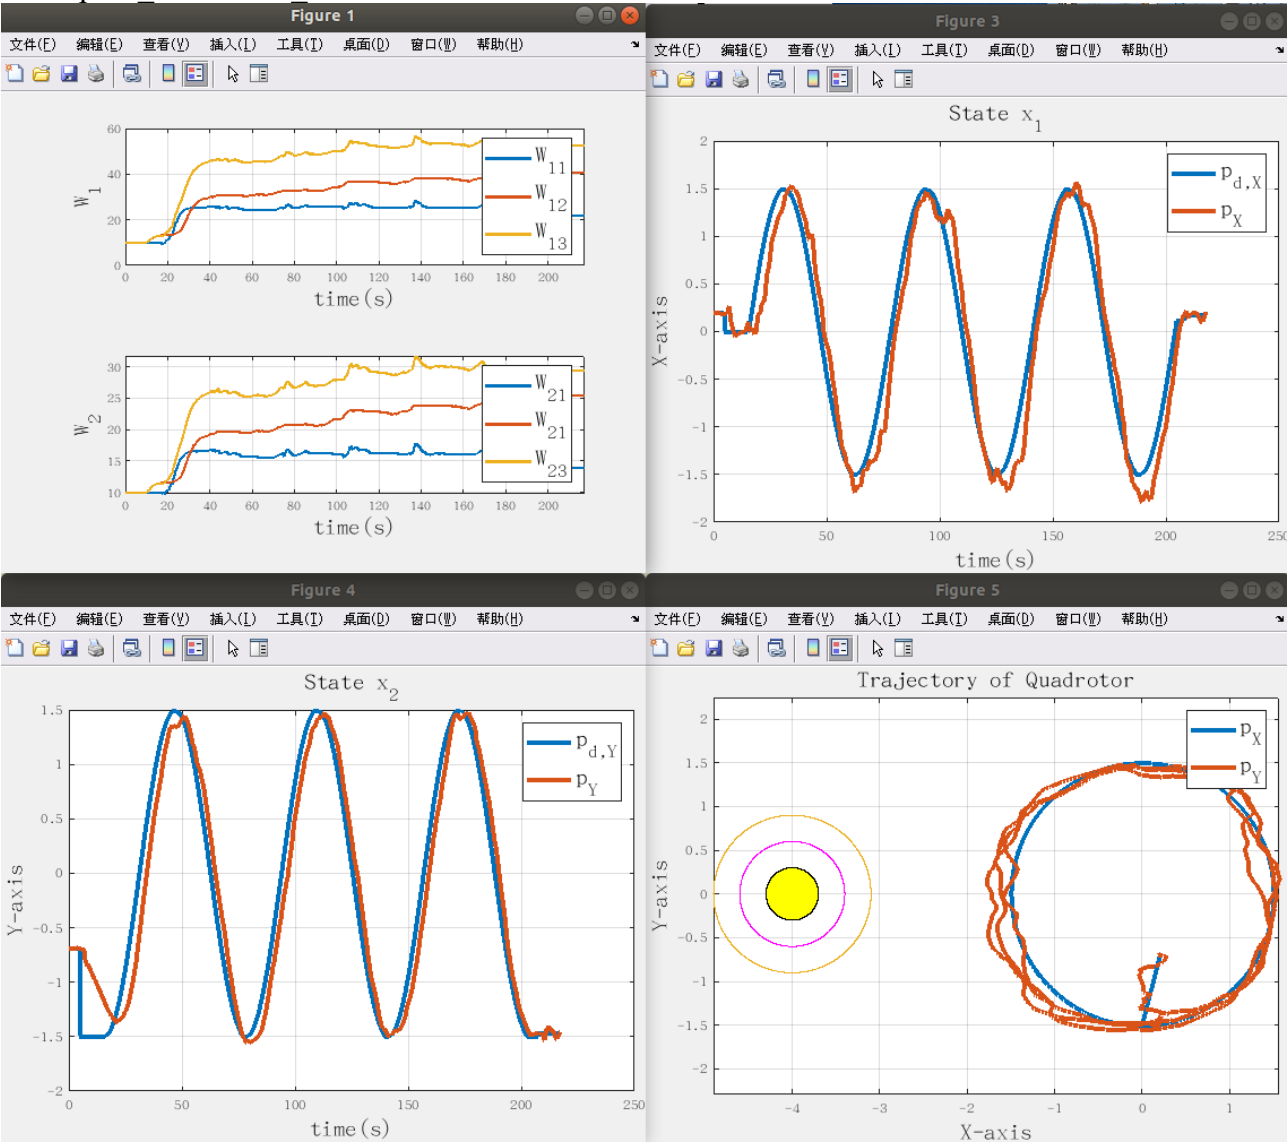 Figure 1
文件(F) 编辑(E) 查看(V) 插入(I) 工具(T) 桌面(D) 窗口(W) 帮助(H)
W1
60
40
20
0
W11
W12
W13
0 20 40 60 80 100 120 140 160 180 200
time(s)
W2
30
25
20
15
10
W21
W21
W23
0 20 40 60 80 100 120 140 160 180 200
time(s)
Figure 3
文件(F) 编辑(E) 查看(V) 插入(I) 工具(T) 桌面(D) 窗口(W) 帮助(H)
State x1
X-axis
2
1.5
1
0.5
0
-0.5
-1
-1.5
-2
pd,X
pX
0 50 100 150 200 250
time(s)
Figure 4
文件(F) 编辑(E) 查看(V) 插入(I) 工具(T) 桌面(D) 窗口(W) 帮助(H)
State x2
Y-axis
1.5
1
0.5
0
-0.5
-1
-1.5
-2
pd,Y
pY
0 50 100 150 200 250
time(s)
Figure 5
文件(F) 编辑(E) 查看(V) 插入(I) 工具(T) 桌面(D) 窗口(W) 帮助(H)
Trajectory of Quadrotor
Y-axis
2
1.5
1
0.5
0
-0.5
-1
-1.5
-2
pX
pY
-4 -3 -2 -1 0 1
X-axis